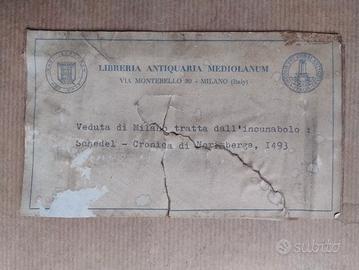 LIBRERIA ANTIQUARIA MEDIOLANUM
VIA MONTEBELLO 30 - MILANO (Italy)
Veduta di Milano tratta dall'incunabolo :
Schedel - Cronica di Norimberga, 1493
subito